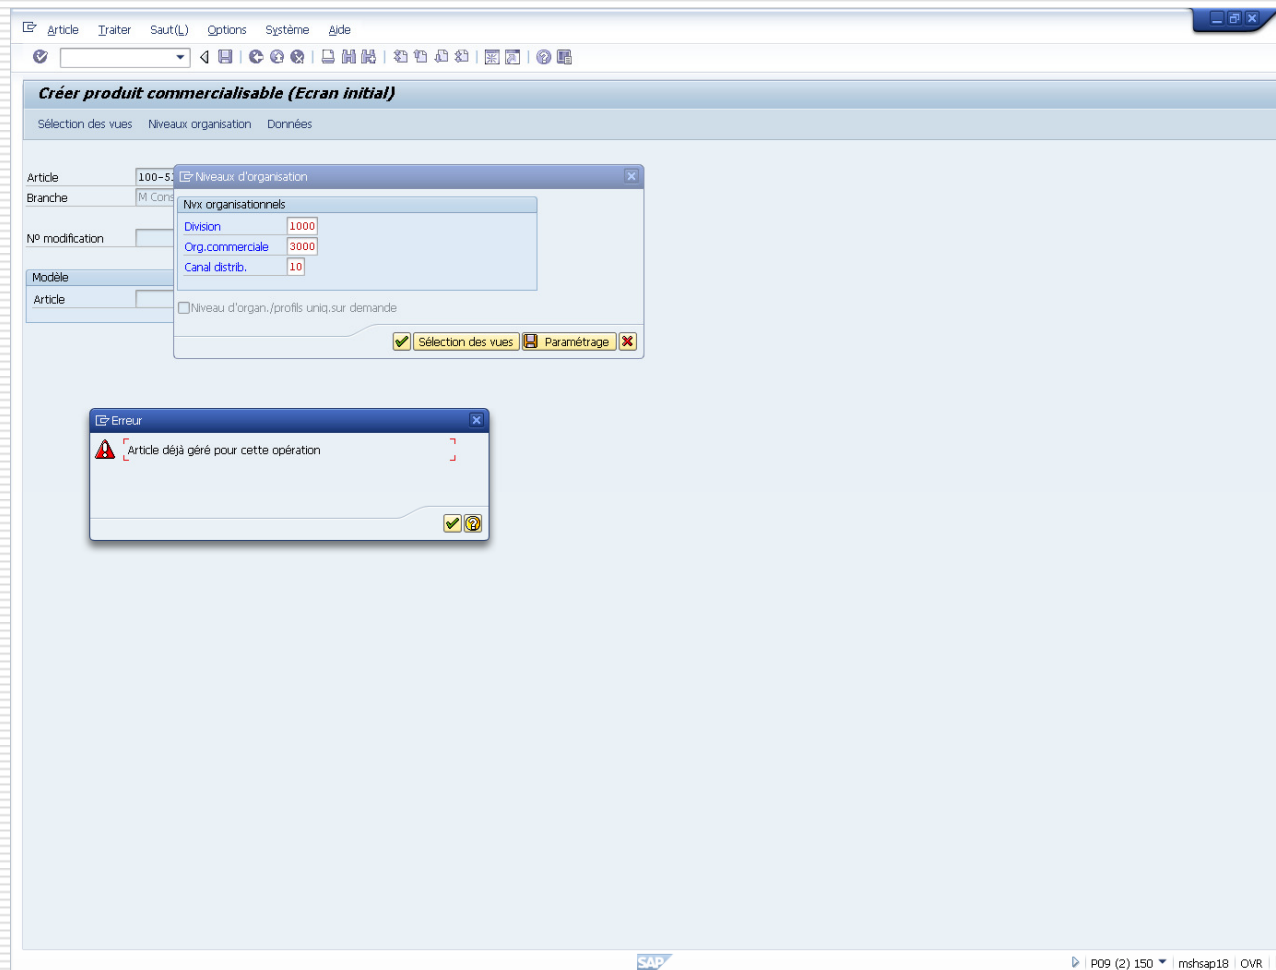 Article Traiter Saut(L) Options Système Aide
Créer produit commercialisable (Ecran initial)
Sélection des vues Niveaux organisation Données
Article 100-5
Branche M Cons
Nº modification
Modèle
Article
Niveaux d'organisation
Nvx organisationnels
Division 1000
Org.commerciale 3000
Canal distrib. 10
Niveau d'organ./profils uniq.sur demande
Sélection des vues Paramétrage
Erreur
Article déjà géré pour cette opération
SAP
P09 (2) 150 mshsap18 OVR